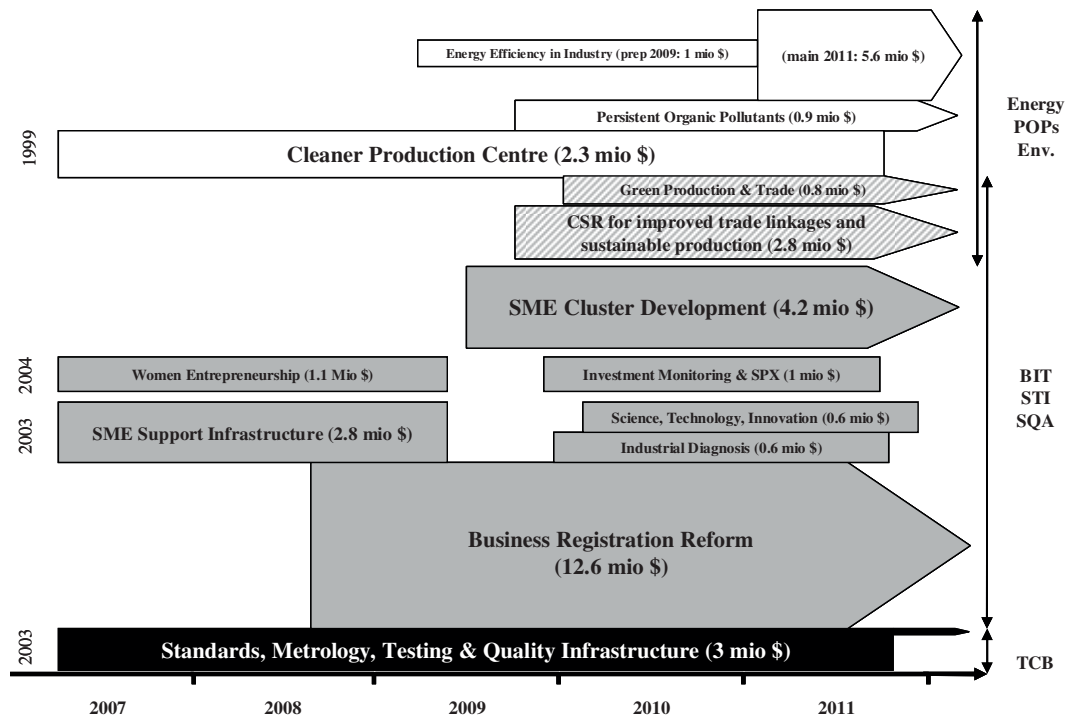 Energy Efficiency in Industry (prep 2009: 1 mio $)
(main 2011: 5.6 mio $)
Persistent Organic Pollutants (0.9 mio $)
Energy
POPs
Env.
1999
Cleaner Production Centre (2.3 mio $)
Green Production & Trade (0.8 mio $)
CSR for improved trade linkages and
sustainable production (2.8 mio $)
SME Cluster Development (4.2 mio $)
2004
Women Entrepreneurship (1.1 Mio $)
Investment Monitoring & SPX (1 mio $)
BIT
STI
SQA
2003
SME Support Infrastructure (2.8 mio $)
Science, Technology, Innovation (0.6 mio $)
Industrial Diagnosis (0.6 mio $)
Business Registration Reform
(12.6 mio $)
2003
Standards, Metrology, Testing & Quality Infrastructure (3 mio $)
TCB
2007 2008 2009 2010 2011